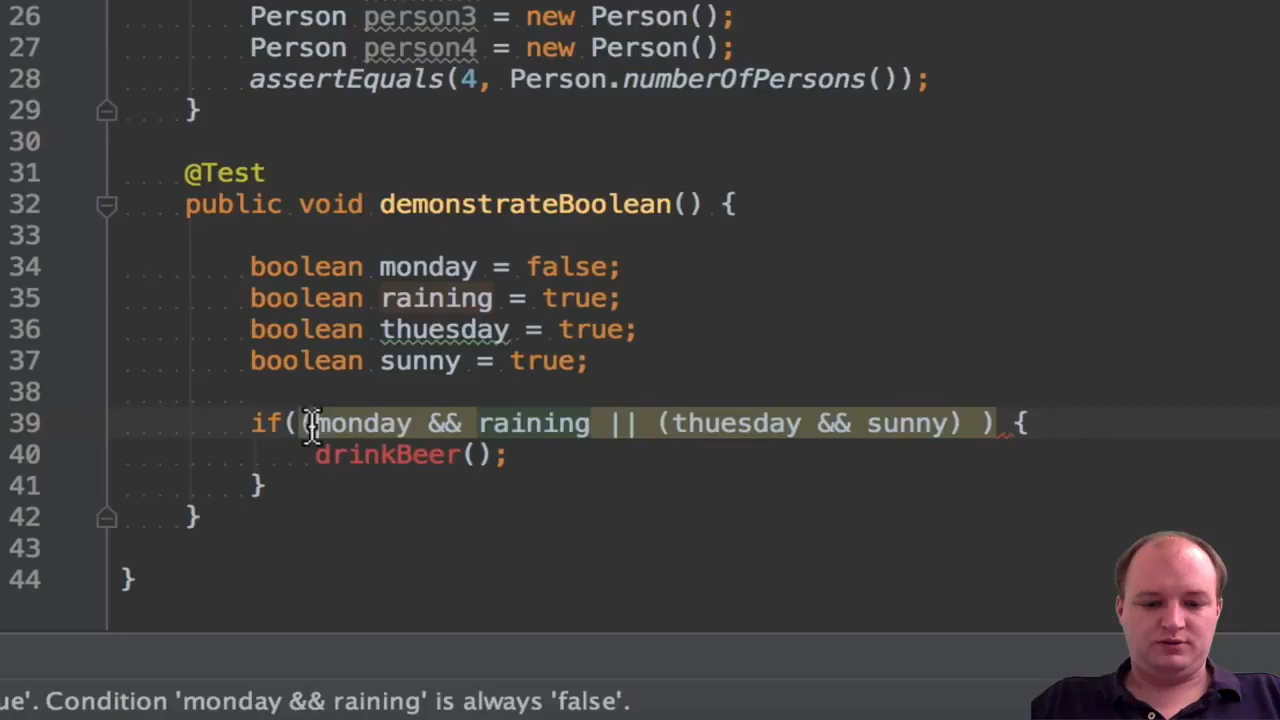 26 Person person3 = new Person();
27 Person person4 = new Person();
28 assertEquals(4, Person.numberOfPersons());
29 }
30
31 @Test
32 public void demonstrateBoolean() {
33
34 boolean monday = false;
35 boolean raining = true;
36 boolean thuesday = true;
37 boolean sunny = true;
38
39 if((monday && raining || (thuesday && sunny) ) {
40 drinkBeer();
41 }
42 }
43
44 }
ue'. Condition 'monday && raining' is always 'false'.